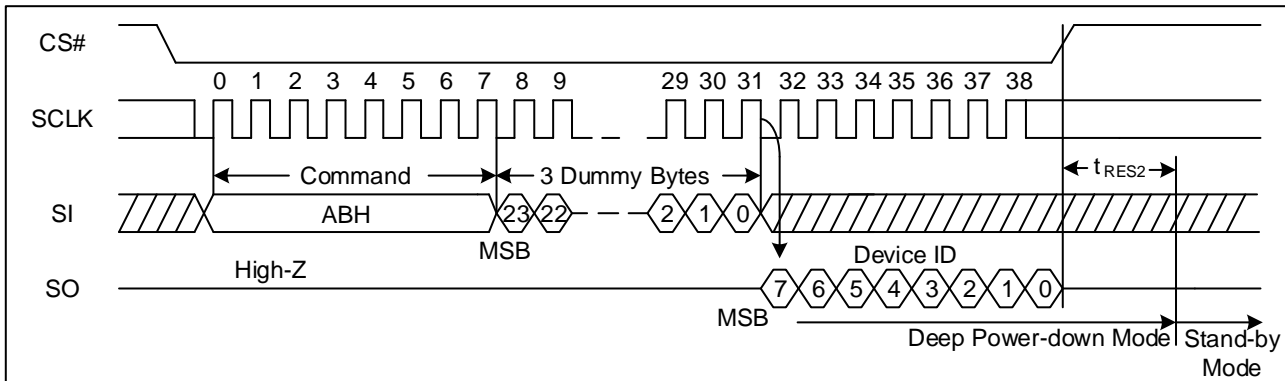 CS#
0 1 2 3 4 5 6 7 8 9 29 30 31 32 33 34 35 36 37 38
SCLK
Command 3 Dummy Bytes tRES2
SI ABH 23 22 2 1 0
MSB
High-Z Device ID
SO 7 6 5 4 3 2 1 0
MSB
Deep Power-down Mode Stand-by
Mode